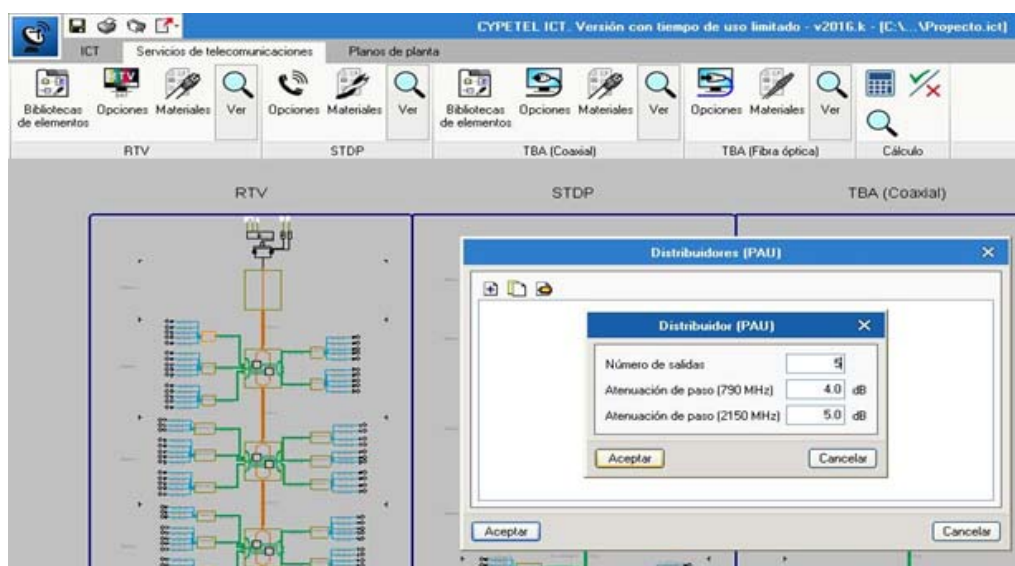 CYPETEL ICT. Versión con tiempo de uso limitado - v2016.k - [C:\...\Proyecto.ict]
ICT Servicios de telecomunicaciones Planos de planta
Bibliotecas de elementos Opciones Materiales Ver Opciones Materiales Ver Bibliotecas de elementos Opciones Materiales Ver Opciones Materiales Ver
RTV STDP TBA (Coaxial) TBA (Fibra óptica) Cálculo
RTV STDP TBA (Coaxial)
Distribuidores (PAU)
Distribuidor (PAU)
Número de salidas 5
Atenuación de paso (790 MHz) 4.0 dB
Atenuación de paso (2150 MHz) 5.0 dB
Aceptar Cancelar
Aceptar Cancelar